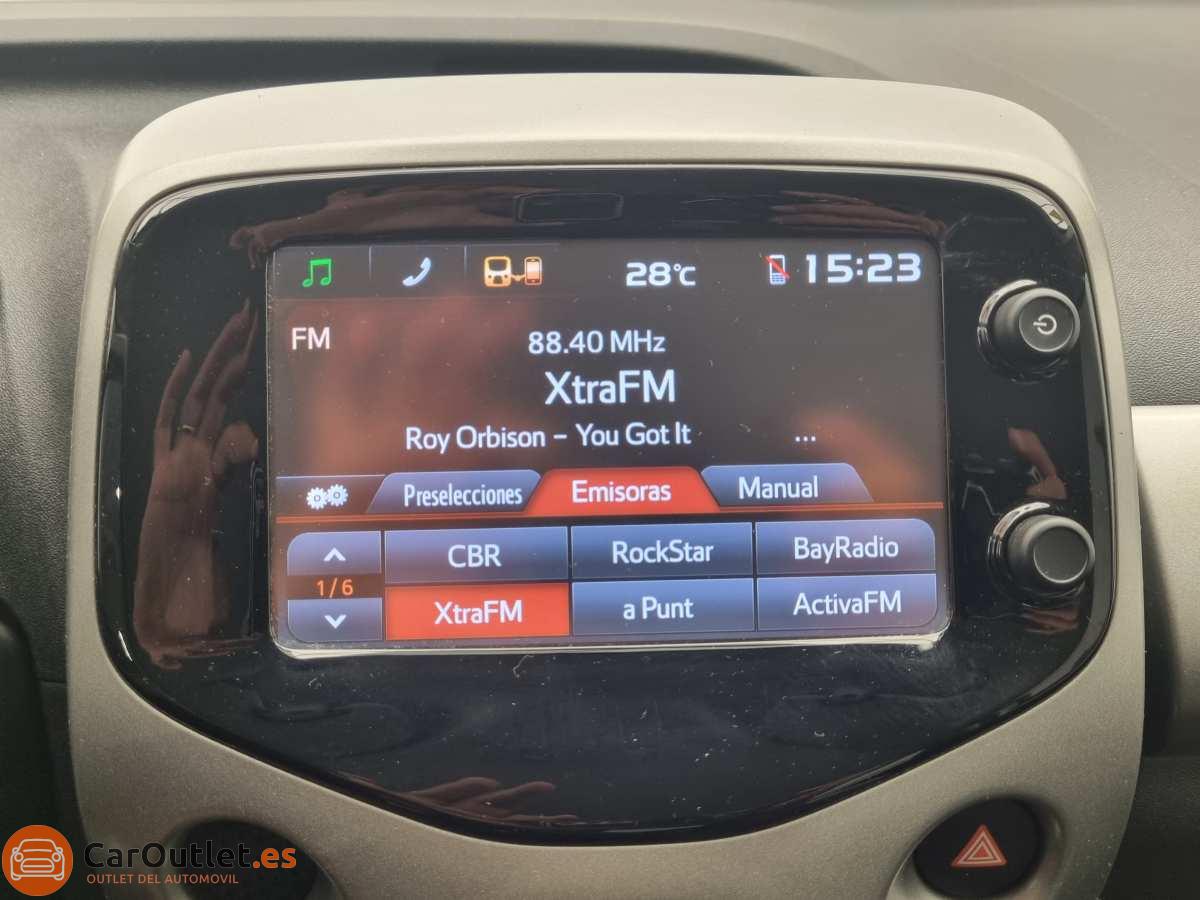 28°C 15:23
FM
88.40 MHz
XtraFM
Roy Orbison - You Got It ...
Preselecciones Emisoras Manual
CBR RockStar BayRadio
1/6
XtraFM a Punt ActivaFM
CarOutlet.es
OUTLET DEL AUTOMOVIL